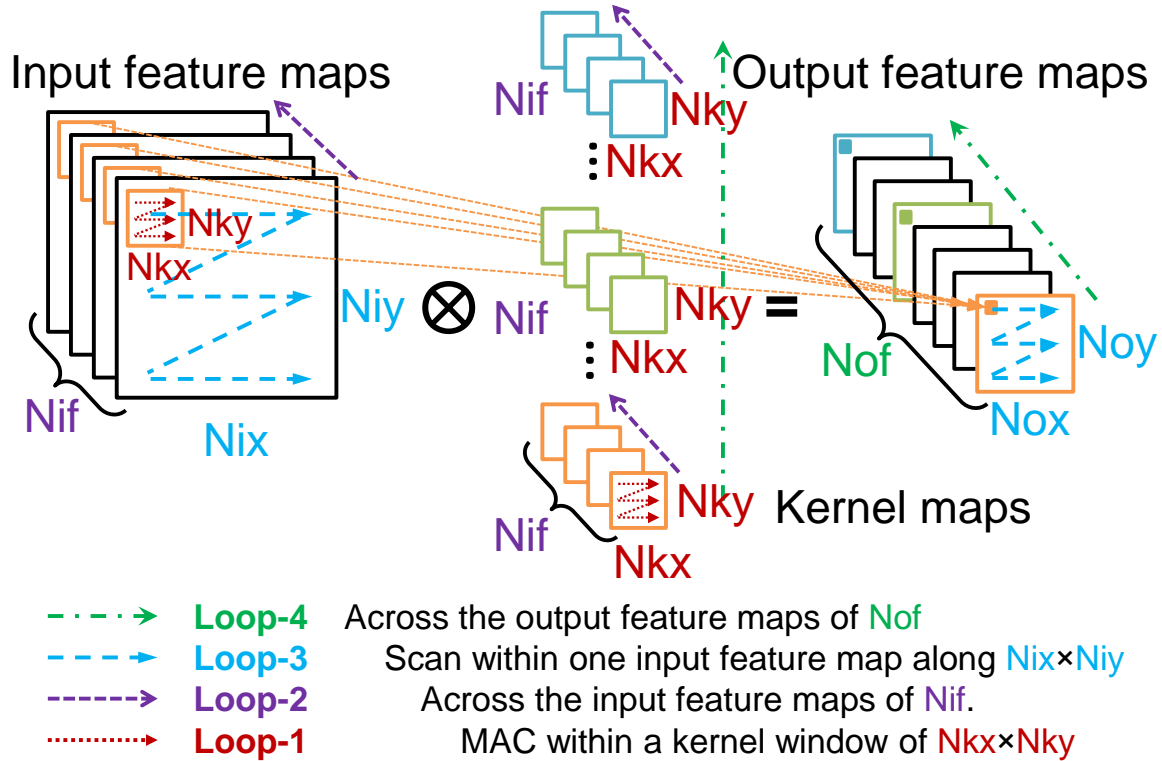 Input feature maps
Output feature maps
Nif
Nky
Nkx
Nky
Nkx
Niy
Nix
Nif
⊗
Nif
Nky
Nkx
=
Nof
Noy
Nox
Nif
Nky
Nkx
Kernel maps
Loop-4 Across the output feature maps of Nof
Loop-3 Scan within one input feature map along Nix×Niy
Loop-2 Across the input feature maps of Nif.
Loop-1 MAC within a kernel window of Nkx×Nky